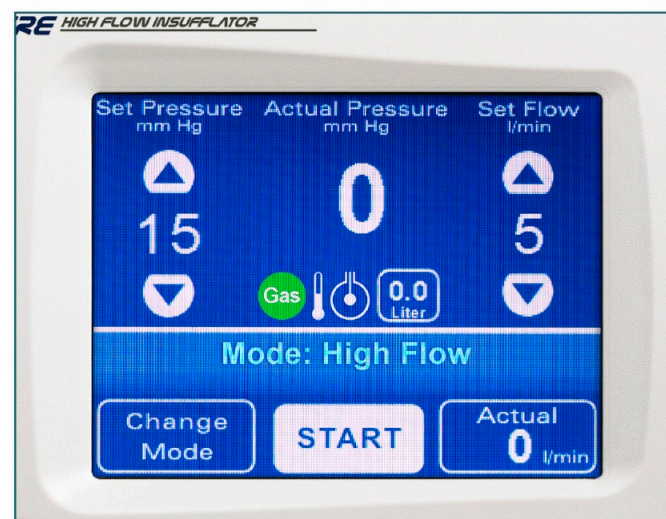 RE HIGH FLOW INSUFFLATOR
Set Pressure
mm Hg
Actual Pressure
mm Hg
Set Flow
l/min
15
0
5
Gas
0.0
Liter
Mode: High Flow
Change
Mode
START
Actual
0 l/min